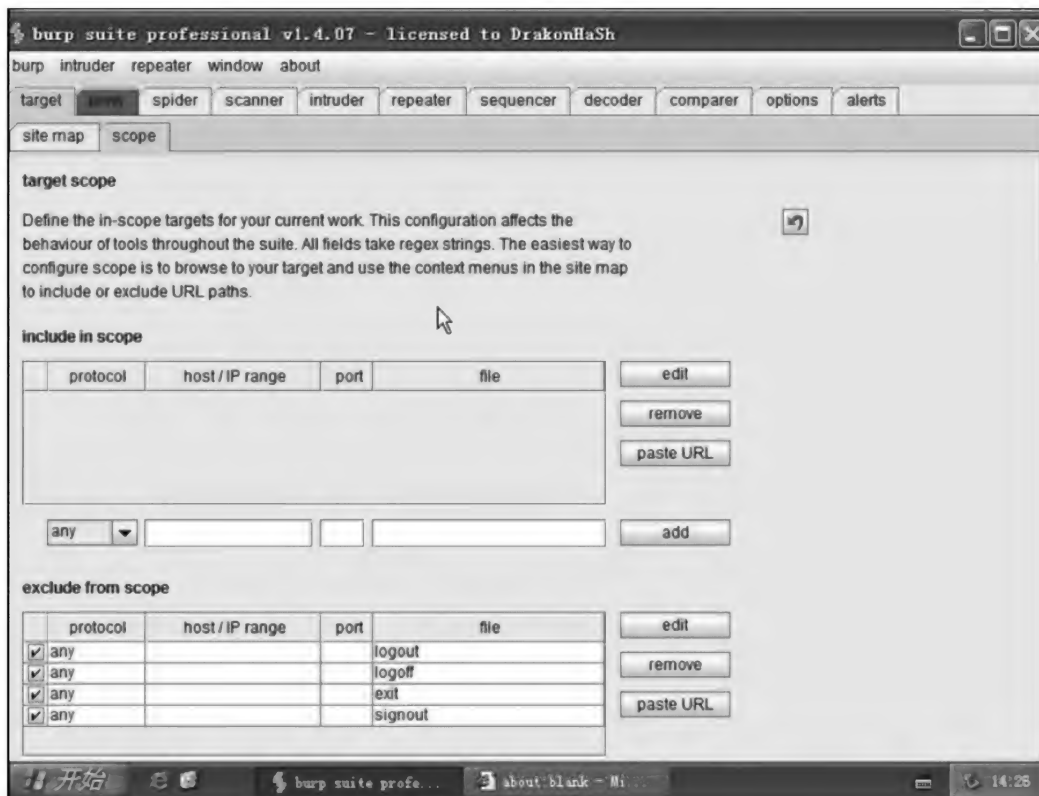 burp suite professional v1.4.07 - licensed to DrakonHaSh
burp intruder repeater window about
target spider scanner intruder repeater sequencer decoder comparer options alerts
site map scope
target scope
Define the in-scope targets for your current work. This configuration affects the
behaviour of tools throughout the suite. All fields take regex strings. The easiest way to
configure scope is to browse to your target and use the context menus in the site map
to include or exclude URL paths.
include in scope
protocol host / IP range port file
edit
remove
paste URL
any
add
exclude from scope
protocol host / IP range port file
edit
any logout
any logoff
remove
any exit
any signout
paste URL
开始 burp suite profe... about:blank - Mi... 14:26